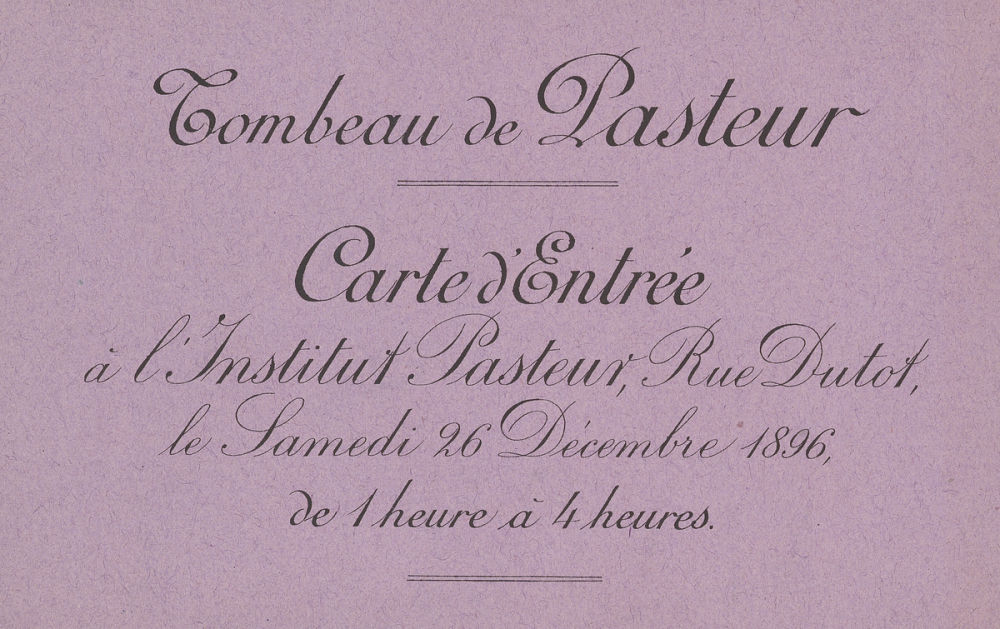 Tombeau de Pasteur
Carte d'Entrée
à l'Institut Pasteur, Rue Dutot,
le Samedi 26 Décembre 1896,
de 1 heure à 4 heures.